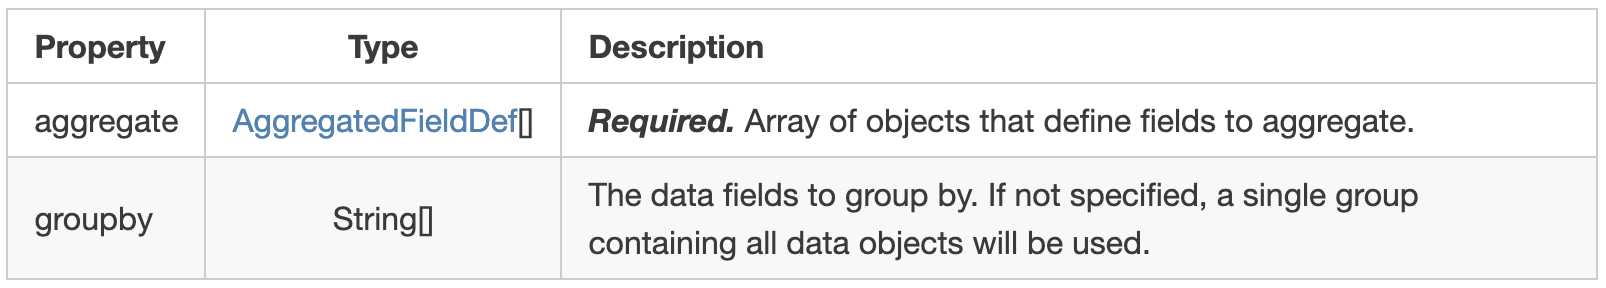 Property Type Description
aggregate AggregatedFieldDef[] Required. Array of objects that define fields to aggregate.
groupby String[] The data fields to group by. If not specified, a single group
containing all data objects will be used.